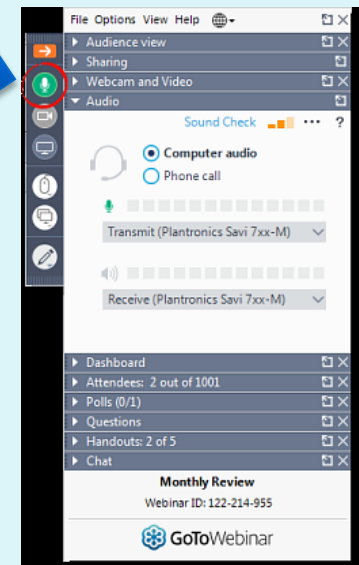 File Options View Help
Audience view
Sharing
Webcam and Video
Audio
Sound Check ?
Computer audio
Phone call
Transmit (Plantronics Savi 7xx-M)
Receive (Plantronics Savi 7xx-M)
Dashboard
Attendees: 2 out of 1001
Polls (0/1)
Questions
Handouts: 2 of 5
Chat
Monthly Review
Webinar ID: 122-214-955
GoToWebinar